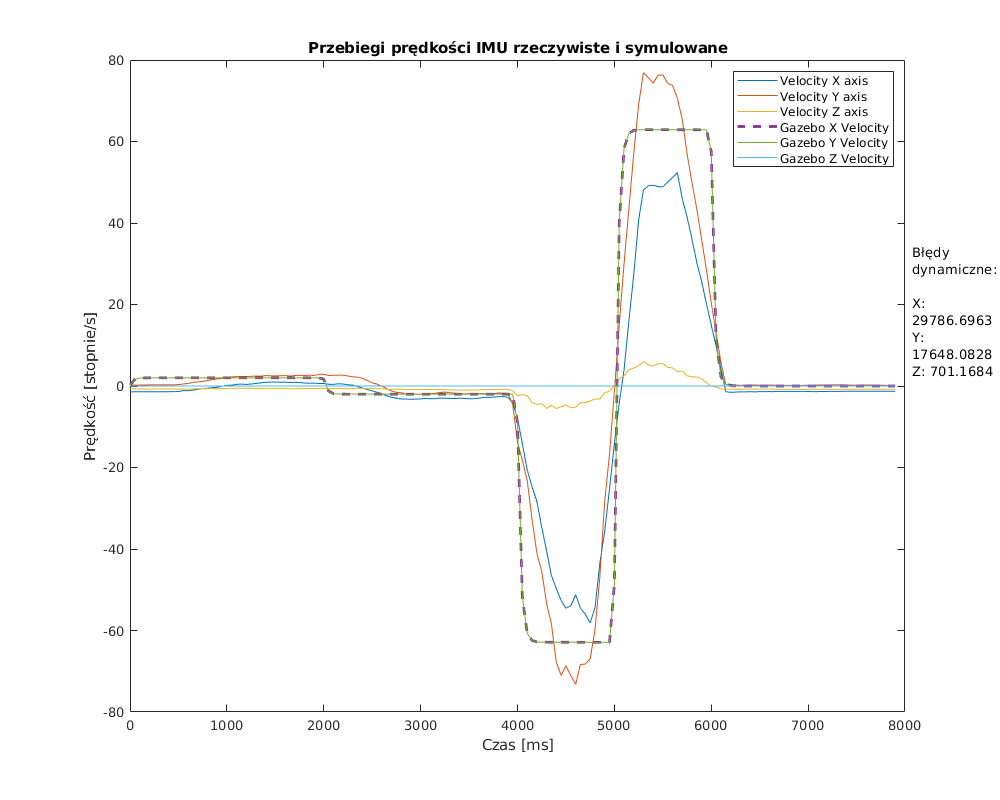 Przebiegi prędkości IMU rzeczywiste i symulowane
80
60
40
20
0
-20
-40
-60
-80
Prędkość [stopnie/s]
0 1000 2000 3000 4000 5000 6000 7000 8000
Czas [ms]
Velocity X axis
Velocity Y axis
Velocity Z axis
Gazebo X Velocity
Gazebo Y Velocity
Gazebo Z Velocity
Błędy
dynamiczne:
X:
29786.6963
Y:
17648.0828
Z: 701.1684